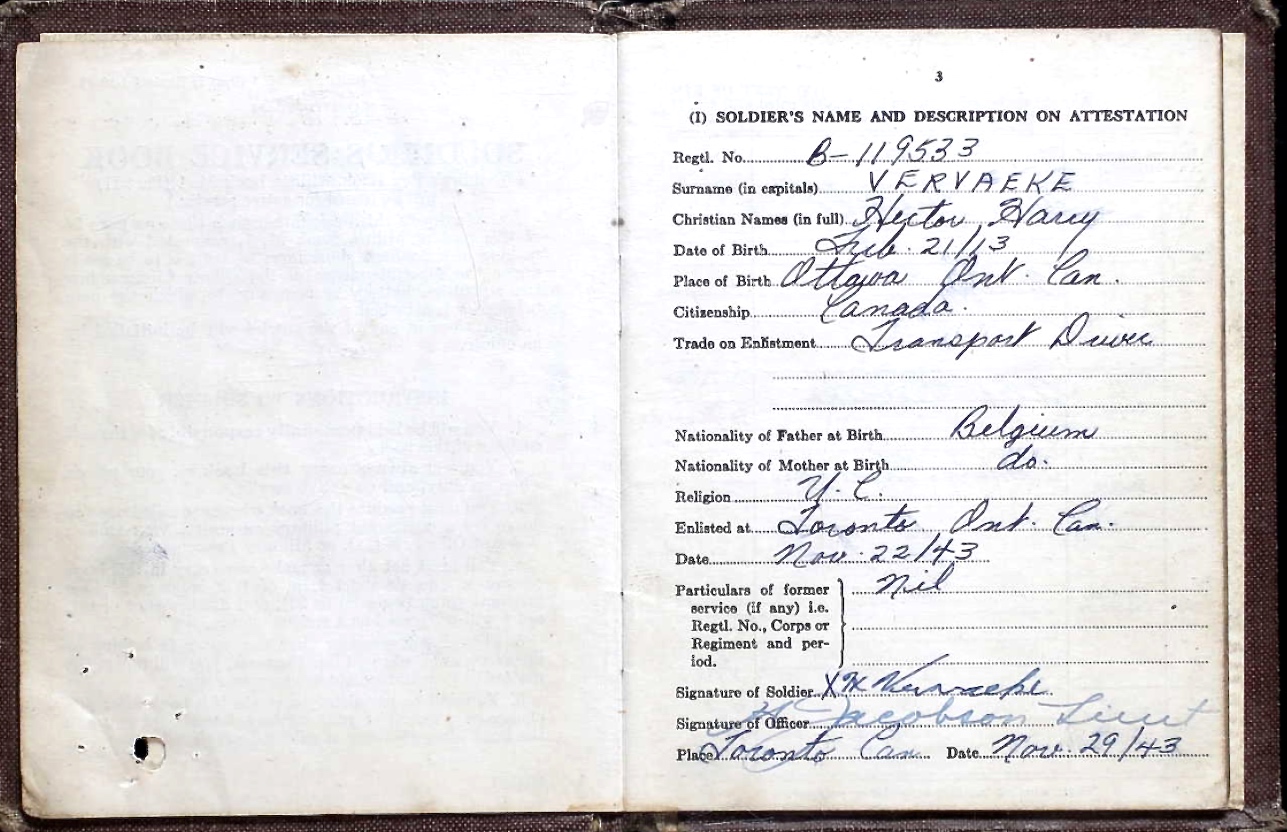 3
(I) SOLDIER'S NAME AND DESCRIPTION ON ATTESTATION
Regtl. No. B-119533
Surname (in capitals) VERVAEKE
Christian Names (in full) Hector Harry
Date of Birth Feb. 21/13
Place of Birth Ottawa Ont. Can.
Citizenship Canada.
Trade on Enlistment Transport Driver
Nationality of Father at Birth Belgium
Nationality of Mother at Birth do.
Religion U.C.
Enlisted at Toronto Ont. Can.
Date Nov. 22/43
Particulars of former Nil
service (if any) i.e.
Regtl. No., Corps or
Regiment and per-
iod.
Signature of Soldier X H Vervaeke
Signature of Officer H Jacobson Lieut
Place Toronto Can Date Nov. 29/43